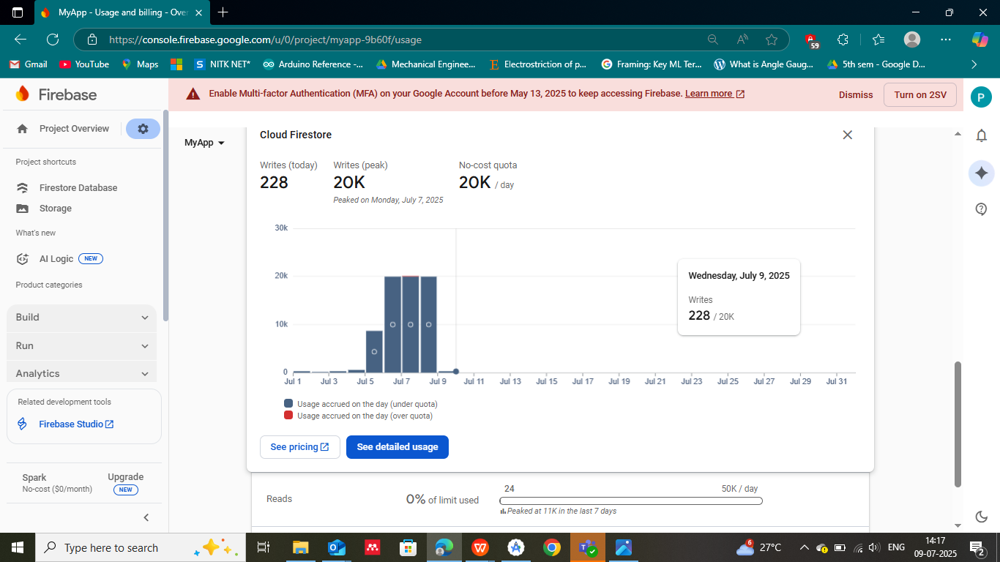 MyApp - Usage and billing - Over
https://console.firebase.google.com/u/0/project/myapp-9b60f/usage
59
Gmail
YouTube
Maps
NITK NET*
Arduino Reference -...
Mechanical Enginee...
Electrostriction of p...
Framing: Key ML Ter...
What is Angle Gaug...
5th sem - Google D...
Firebase
Enable Multi-factor Authentication (MFA) on your Google Account before May 13, 2025 to keep accessing Firebase. Learn more
Dismiss
Turn on 2SV
P
Project Overview
MyApp
Project shortcuts
Firestore Database
Storage
What's new
AI Logic NEW
Product categories
Build
Run
Analytics
Related development tools
Firebase Studio
Spark
No-cost ($0/month)
Upgrade
NEW
Cloud Firestore
Writes (today)
228
Writes (peak)
20K
Peaked on Monday, July 7, 2025
No-cost quota
20K / day
30k
20k
10k
0
Jul 1 Jul 3 Jul 5 Jul 7 Jul 9 Jul 11 Jul 13 Jul 15 Jul 17 Jul 19 Jul 21 Jul 23 Jul 25 Jul 27 Jul 29 Jul 31
Wednesday, July 9, 2025
Writes
228 / 20K
Usage accrued on the day (under quota)
Usage accrued on the day (over quota)
See pricing
See detailed usage
Reads
0% of limit used
24
50K / day
Peaked at 11K in the last 7 days
Type here to search
6
27°C
ENG
14:17
09-07-2025
2